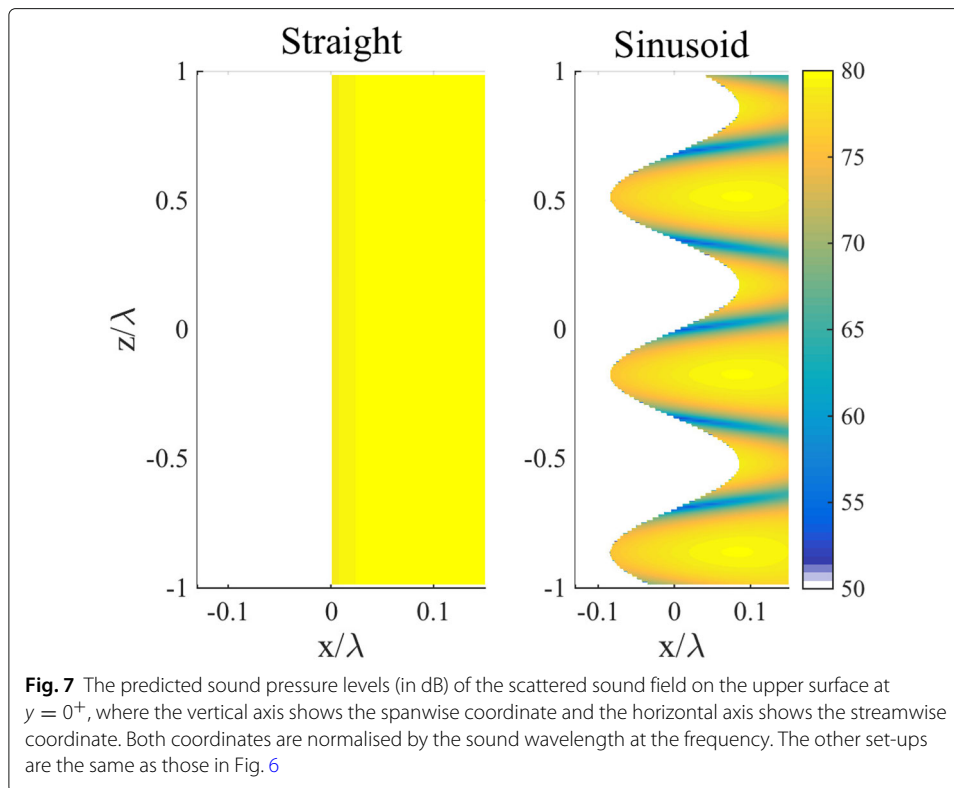 Straight
Sinusoid
1
0.5
0
-0.5
-1
z/λ
-0.1
0
0.1
x/λ
1
0.5
0
-0.5
-1
-0.1
0
0.1
x/λ
80
75
70
65
60
55
50
Fig. 7 The predicted sound pressure levels (in dB) of the scattered sound field on the upper surface at
y = 0⁺, where the vertical axis shows the spanwise coordinate and the horizontal axis shows the streamwise
coordinate. Both coordinates are normalised by the sound wavelength at the frequency. The other set-ups
are the same as those in Fig. 6